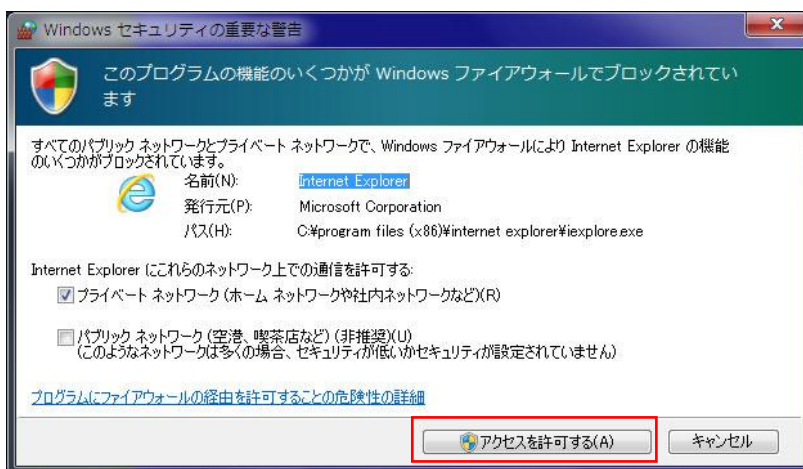 Windows セキュリティの重要な警告
このプログラムの機能のいくつかが Windows ファイアウォールでブロックされてい
ます
すべてのパブリック ネットワークとプライベート ネットワークで、Windows ファイアウォールにより Internet Explorer の機能
のいくつかがブロックされています。
名前(N): Internet Explorer
発行元(P): Microsoft Corporation
パス(H): C:¥program files (x86)¥internet explorer¥iexplore.exe
Internet Explorer にこれらのネットワーク上での通信を許可する:
プライベート ネットワーク (ホーム ネットワークや社内ネットワークなど)(R)
パブリック ネットワーク (空港、喫茶店など) (非推奨)(U)
(このようなネットワークは多くの場合、セキュリティが低いかセキュリティが設定されていません)
プログラムにファイアウォールの経由を許可することの危険性の詳細
アクセスを許可する(A) キャンセル